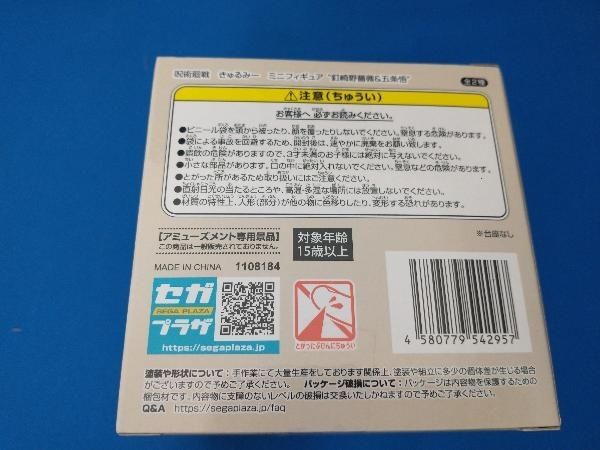 呪術廻戦 きゅるみー ミニフィギュア "釘崎野薔薇&五条悟"
全2種
注意(ちゅうい)
お客様へ 必ずお読みください。
●ビニール袋を頭から被ったり、顔を覆ったりしないでください。窒息する危険があります。
●袋による事故を回避するため、開封後は、速やかに廃棄をお願い致します。
●誤飲の危険がありますので、3才未満のお子様には絶対に与えないでください。
●小さな部品があります。口の中に絶対入れないでください。窒息などの危険があります。
●とがった所があるため取り扱いにはご注意ください。
●直射日光の当たるところや、高温・多湿な場所には放置しないでください。
●材質の特性上、人形(部分)が他の物に色移りしたり、変形する恐れがあります。
【アミューズメント専用景品】
この商品は一般販売されておりません。
対象年齢
15歳以上
※台座なし
MADE IN CHINA 1108184
セガ
SEGA PLAZA
プラザ
https://segaplaza.jp
とがったぶひんにちゅうい
4 580779 542957
塗装や形状について:手作業にて大量生産をしております関係上、塗装や組立に多少の個体差が生じる場合
がございますので予めご了承ください。 パッケージ破損について:パッケージは内容物を保護するための
梱包材です。内容物に支障のないレベルの破損は交換いたしかねますので予めご了承ください。
Q&A https://segaplaza.jp/faq